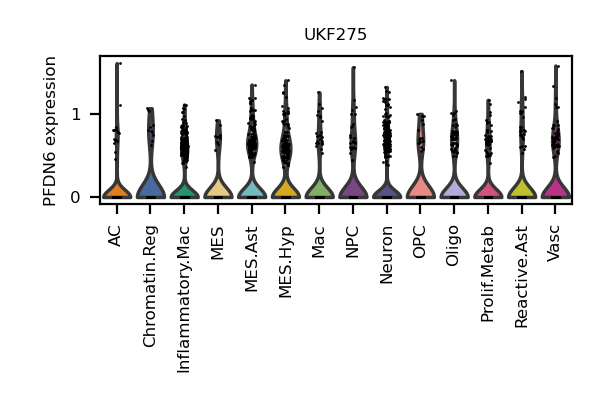 UKF275
PFDN6 expression
1
0
AC
Chromatin.Reg
Inflammatory.Mac
MES
MES.Ast
MES.Hyp
Mac
NPC
Neuron
OPC
Oligo
Prolif.Metab
Reactive.Ast
Vasc